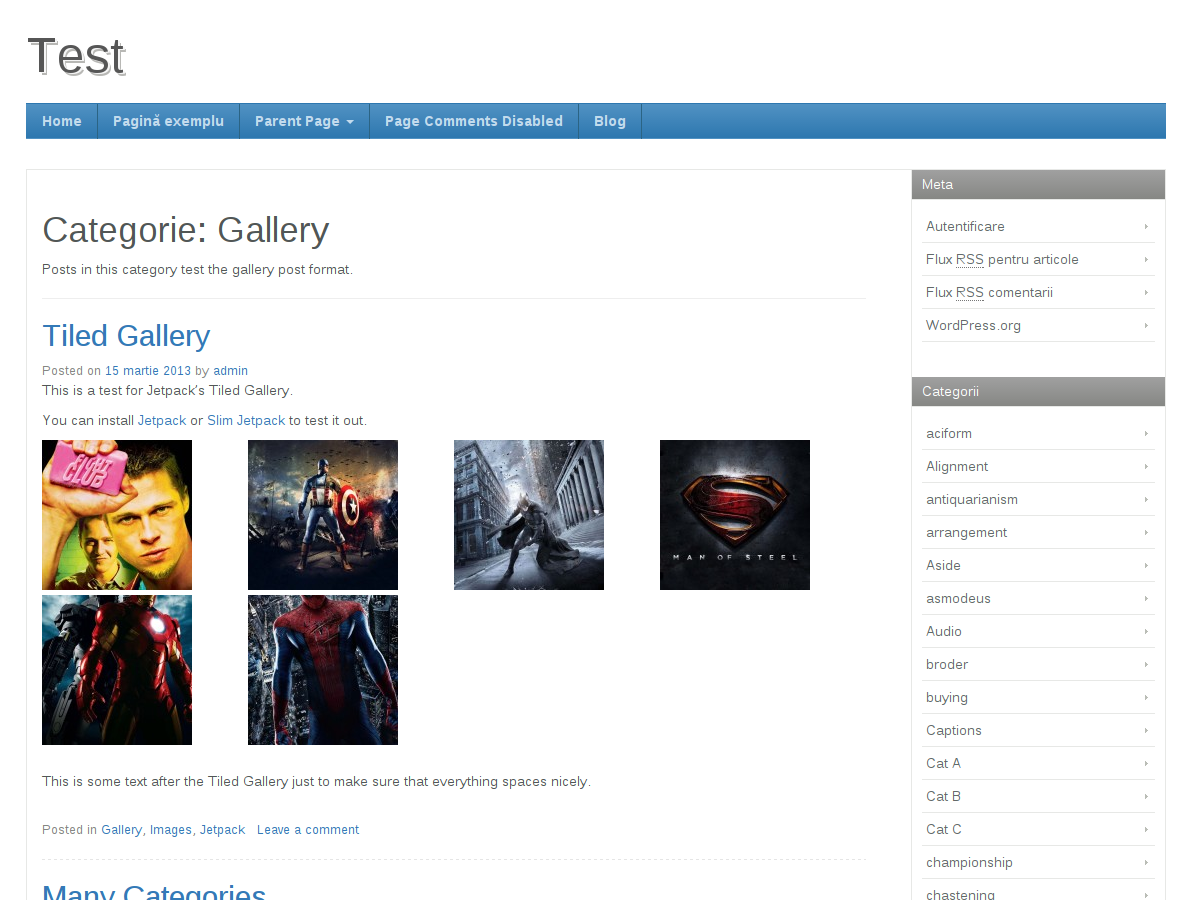 Test
Home Pagină exemplu Parent Page Page Comments Disabled Blog
Categorie: Gallery
Posts in this category test the gallery post format.
Tiled Gallery
Posted on 15 martie 2013 by admin
This is a test for Jetpack's Tiled Gallery.
You can install Jetpack or Slim Jetpack to test it out.
FIGHT
CLUB
MAN OF STEEL
This is some text after the Tiled Gallery just to make sure that everything spaces nicely.
Posted in Gallery, Images, Jetpack Leave a comment
Many Categories
Meta
Autentificare
Flux RSS pentru articole
Flux RSS comentarii
WordPress.org
Categorii
aciform
Alignment
antiquarianism
arrangement
Aside
asmodeus
Audio
broder
buying
Captions
Cat A
Cat B
Cat C
championship
chastening